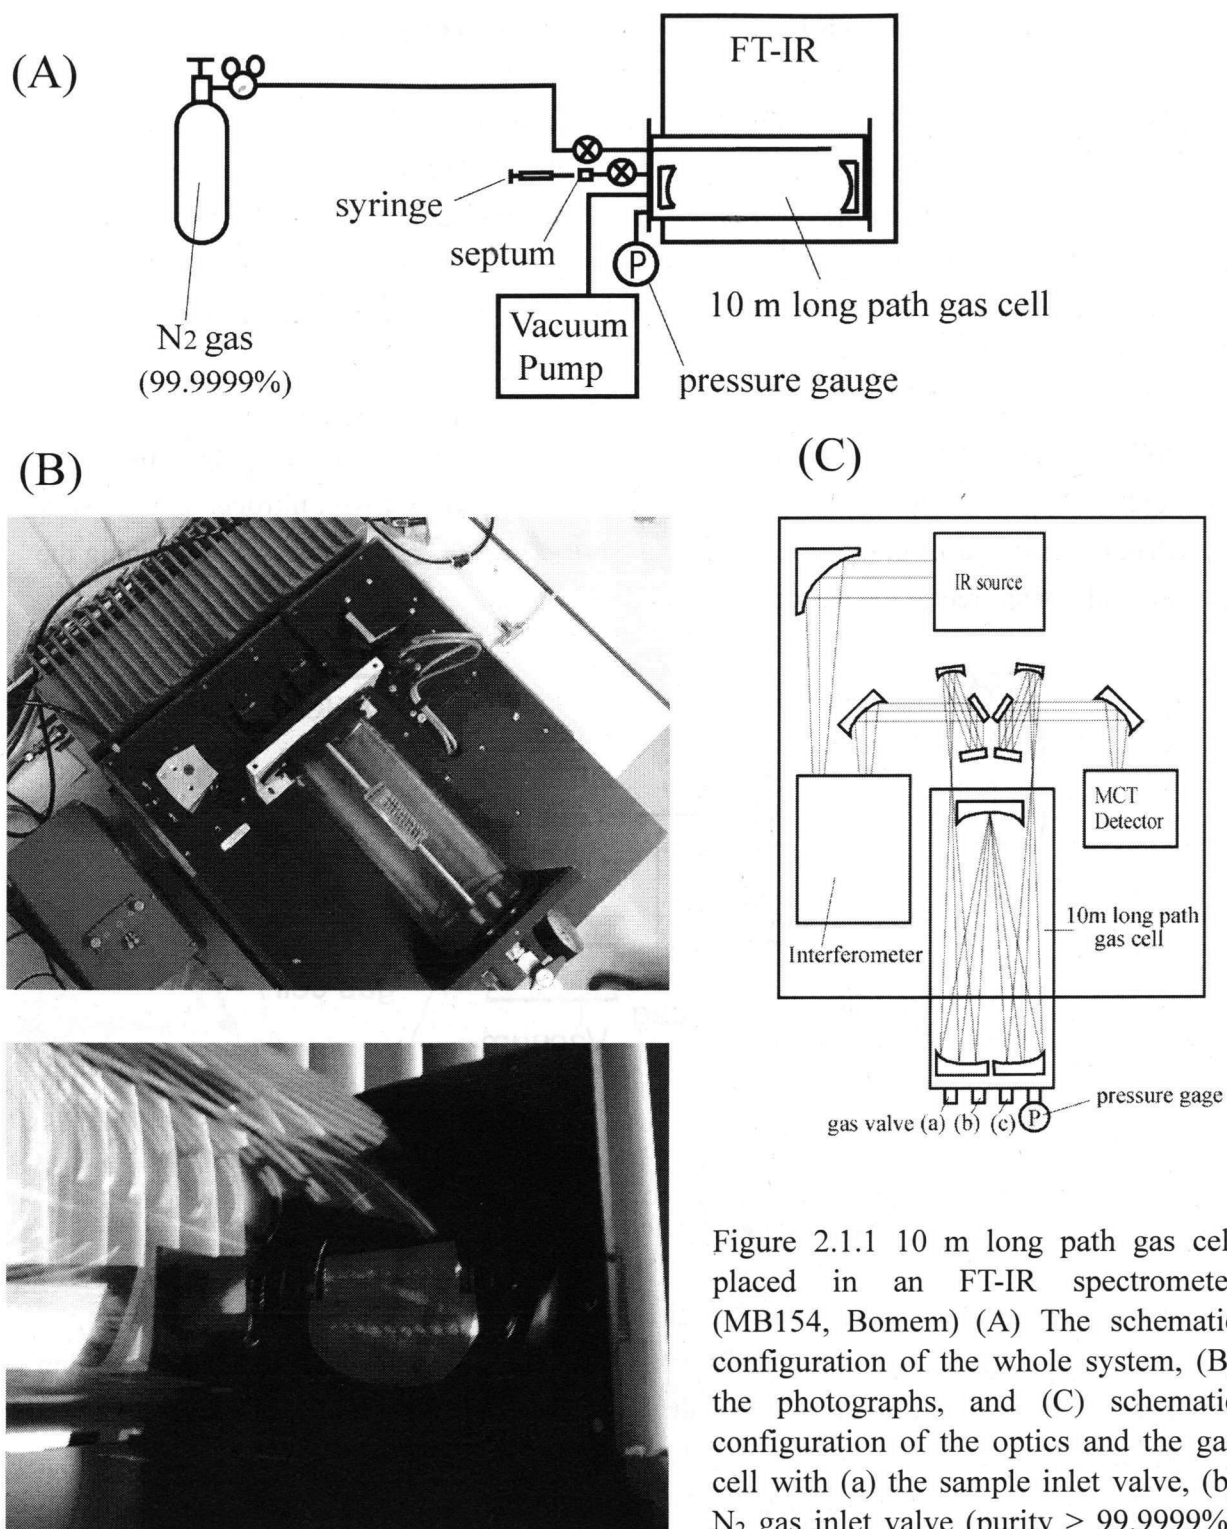 (A)
FT-IR
syringe
septum
N2 gas
(99.9999%)
Vacuum
Pump
P
pressure gauge
10 m long path gas cell
(B)
(C)
IR source
MCT
Detector
Interferometer
10m long path
gas cell
pressure gage
gas valve (a) (b) (c) P
Figure 2.1.1 10 m long path gas cel
placed in an FT-IR spectromete
(MB154, Bomem) (A) The schematic
configuration of the whole system, (B
the photographs, and (C) schematic
configuration of the optics and the ga
cell with (a) the sample inlet valve, (b
N2 gas inlet valve (purity > 99.9999%